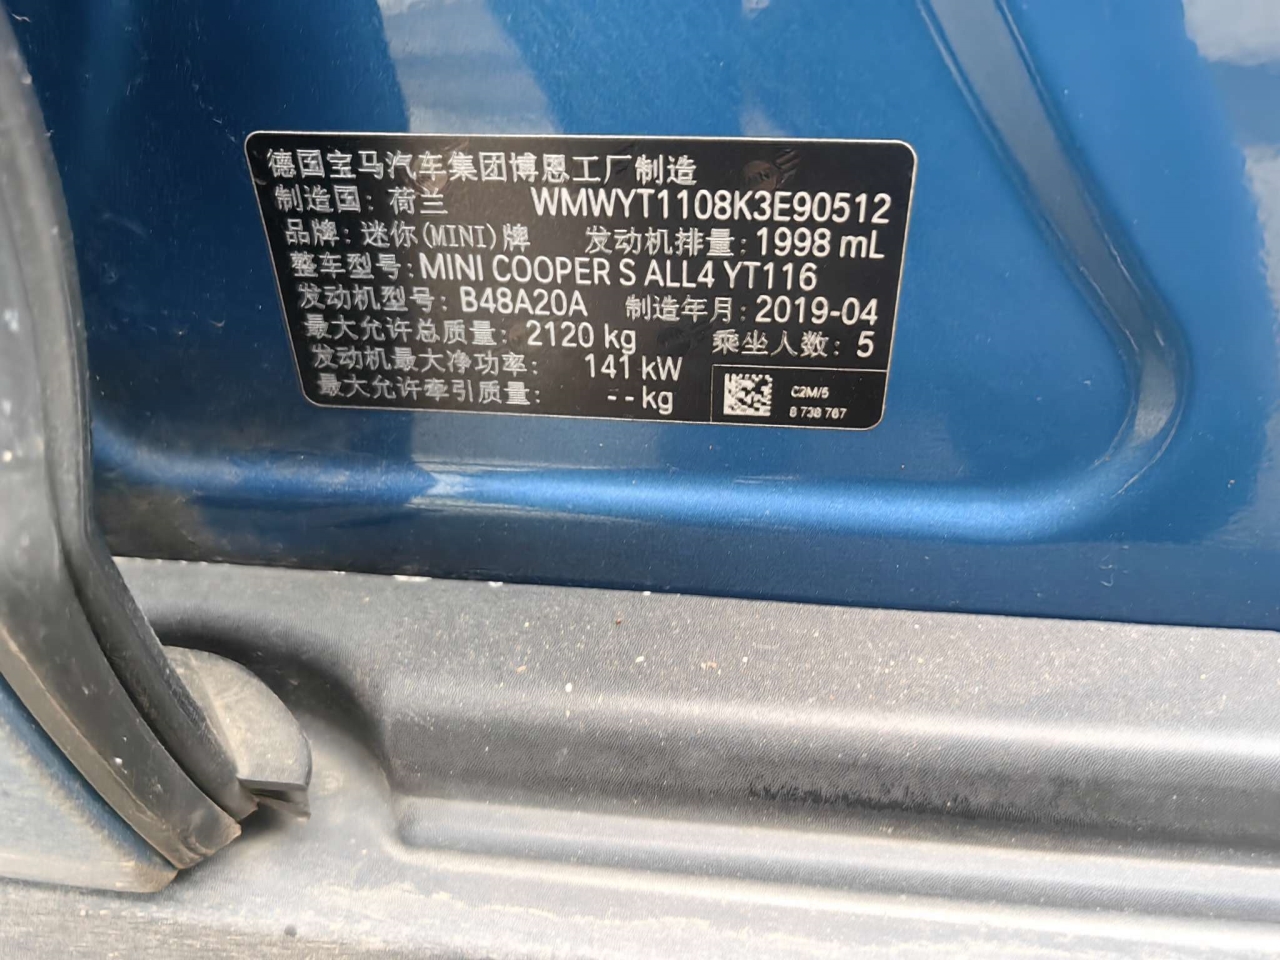 德国宝马汽车集团博恩工厂制造
制造国: 荷兰 WMWYT1108K3E90512
品牌: 迷你(MINI)牌 发动机排量: 1998 mL
整车型号: MINI COOPER S ALL4 YT116
发动机型号: B48A20A 制造年月: 2019-04
最大允许总质量: 2120 kg 乘坐人数: 5
发动机最大净功率: 141 kW
最大允许牵引质量: -- kg
C2M/5
8 738 767